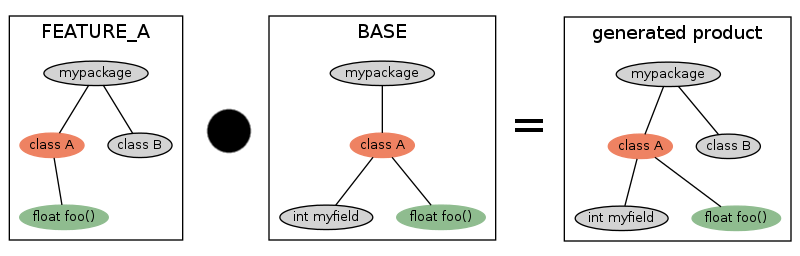 FEATURE_A
mypackage
class A
class B
float foo()
BASE
mypackage
class A
int myfield
float foo()
=
generated product
mypackage
class A
class B
int myfield
float foo()